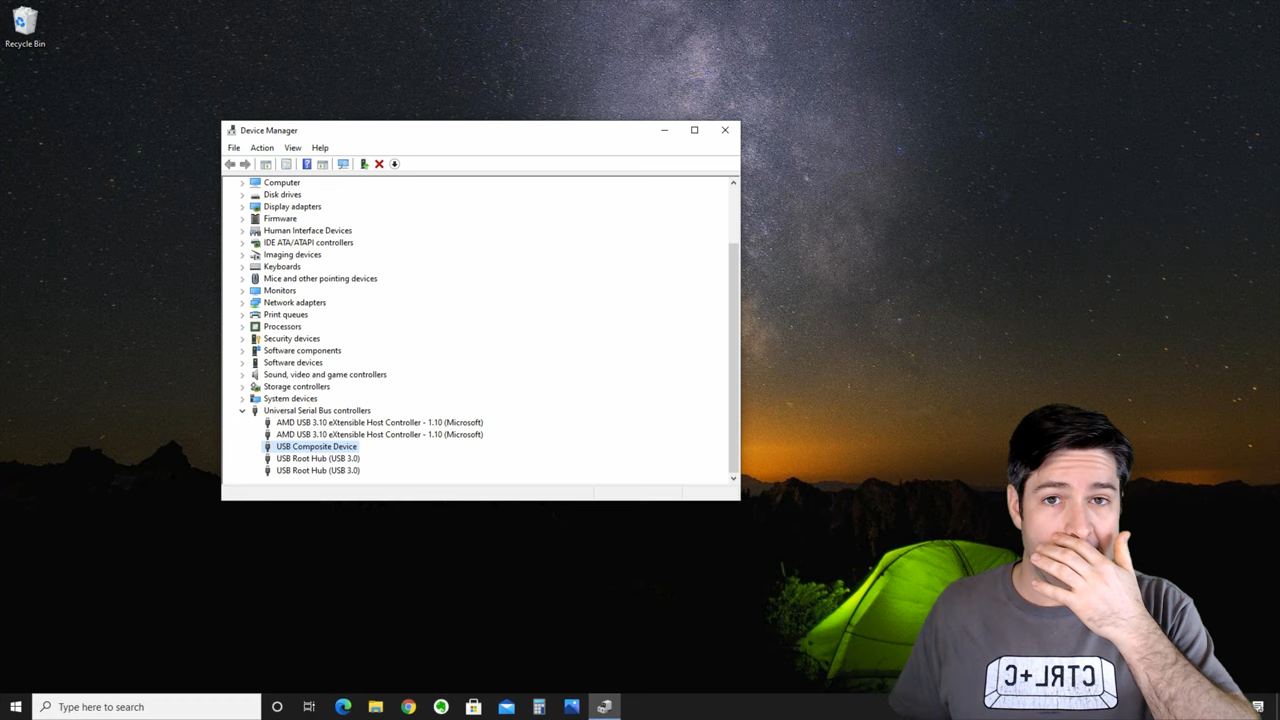 Recycle Bin
Device Manager
File Action View Help
Computer
Disk drives
Display adapters
Firmware
Human Interface Devices
IDE ATA/ATAPI controllers
Imaging devices
Keyboards
Mice and other pointing devices
Monitors
Network adapters
Print queues
Processors
Security devices
Software components
Software devices
Sound, video and game controllers
Storage controllers
System devices
Universal Serial Bus controllers
AMD USB 3.10 eXtensible Host Controller - 1.10 (Microsoft)
AMD USB 3.10 eXtensible Host Controller - 1.10 (Microsoft)
USB Composite Device
USB Root Hub (USB 3.0)
USB Root Hub (USB 3.0)
CTRL+C
Type here to search